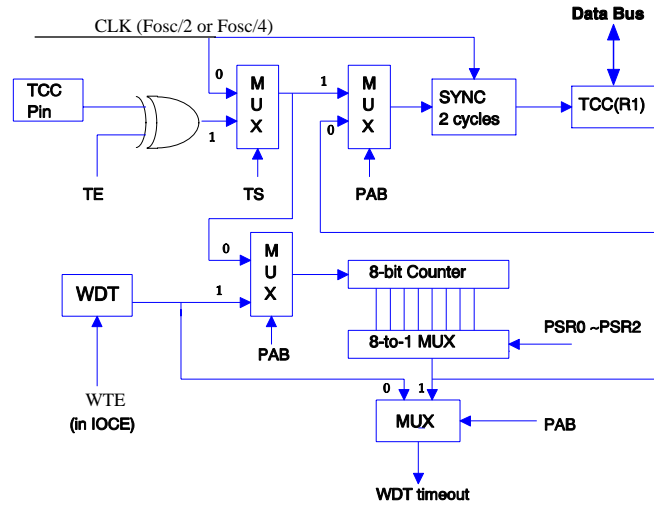 CLK (Fosc/2 or Fosc/4)
Data Bus
TCC
Pin
0
1
M
U
X
1
0
M
U
X
SYNC
2 cycles
TCC(R1)
TE
TS
PAB
0
1
M
U
X
8-bit Counter
WDT
PAB
8-to-1 MUX
PSR0 ~PSR2
WTE
(in IOCE)
0
1
MUX
PAB
WDT timeout